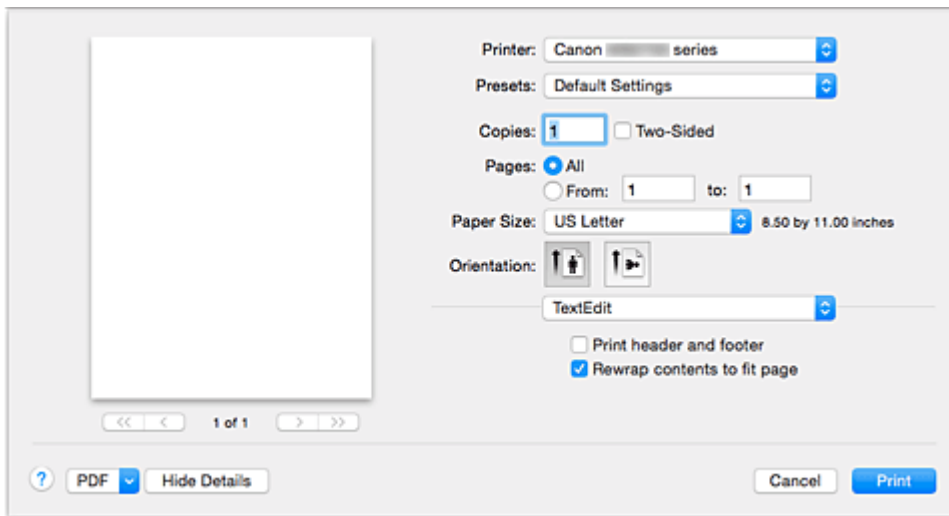 Printer: Canon series
Presets: Default Settings
Copies: 1 Two-Sided
Pages: All
From: 1 to: 1
Paper Size: US Letter 8.50 by 11.00 inches
Orientation:
TextEdit
Print header and footer
Rewrap contents to fit page
<< < 1 of 1 > >>
? PDF Hide Details Cancel Print